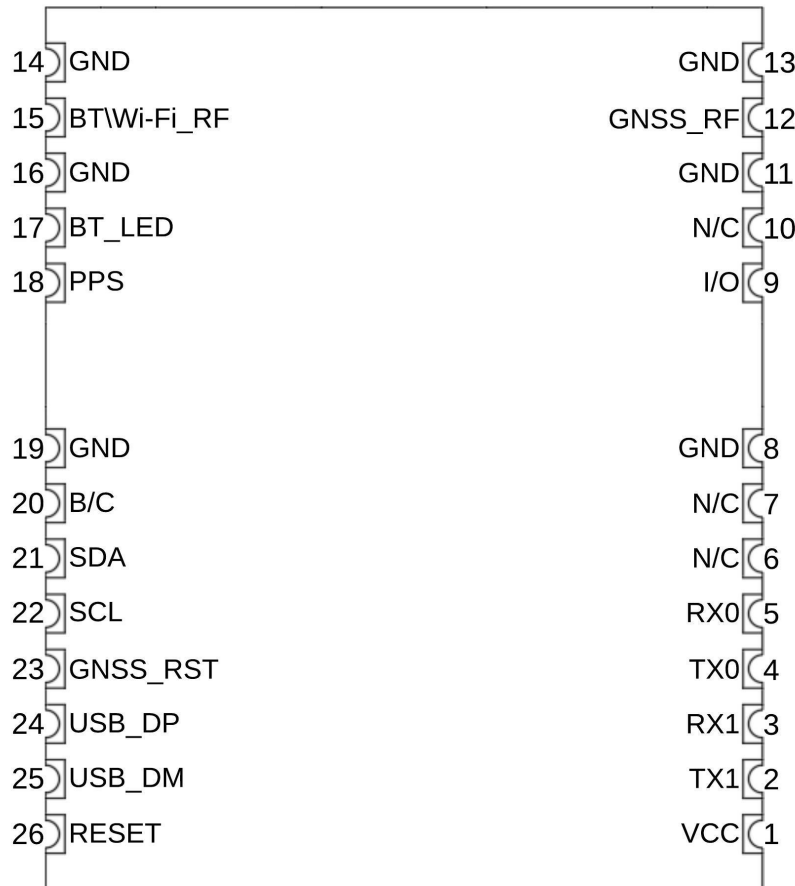 14 GND GND 13
15 BT\Wi-Fi_RF GNSS_RF 12
16 GND GND 11
17 BT_LED N/C 10
18 PPS I/O 9
19 GND GND 8
20 B/C N/C 7
21 SDA N/C 6
22 SCL RX0 5
23 GNSS_RST TX0 4
24 USB_DP RX1 3
25 USB_DM TX1 2
26 RESET VCC 1